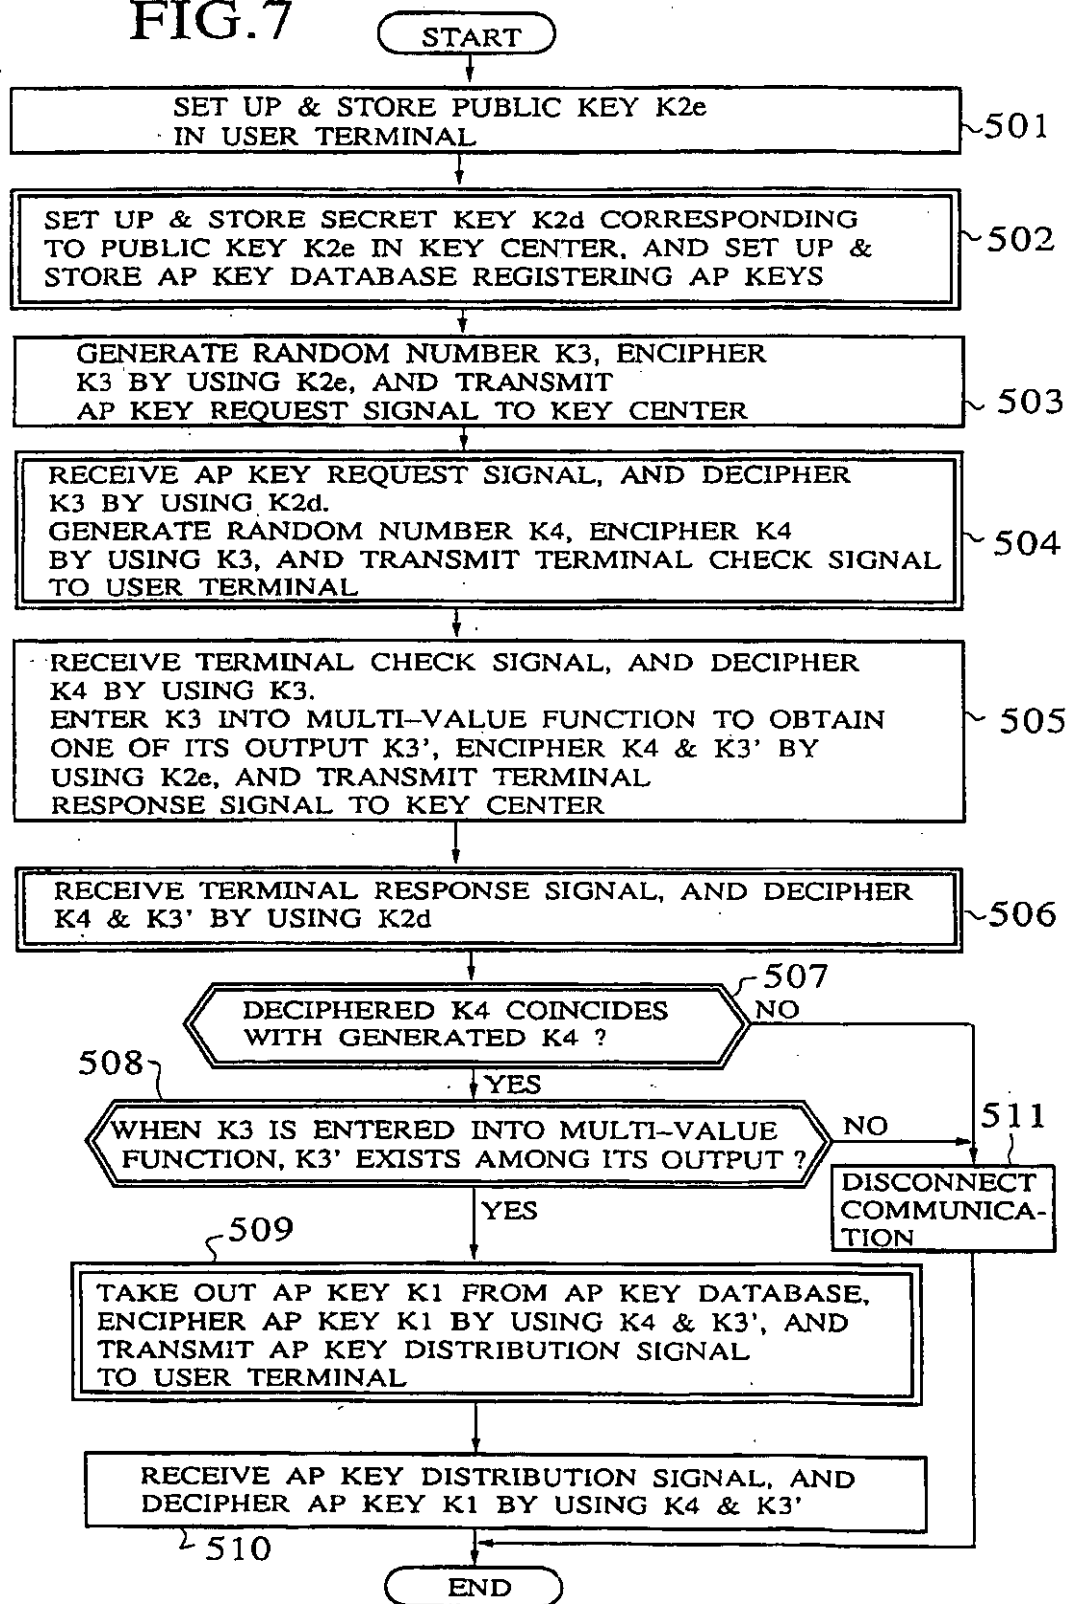 FIG.7
START
SET UP & STORE PUBLIC KEY K2e
IN USER TERMINAL
501
SET UP & STORE SECRET KEY K2d CORRESPONDING
TO PUBLIC KEY K2e IN KEY CENTER, AND SET UP &
STORE AP KEY DATABASE REGISTERING AP KEYS
502
GENERATE RANDOM NUMBER K3, ENCIPHER
K3 BY USING K2e, AND TRANSMIT
AP KEY REQUEST SIGNAL TO KEY CENTER
503
RECEIVE AP KEY REQUEST SIGNAL, AND DECIPHER
K3 BY USING K2d.
GENERATE RANDOM NUMBER K4, ENCIPHER K4
BY USING K3, AND TRANSMIT TERMINAL CHECK SIGNAL
TO USER TERMINAL
504
RECEIVE TERMINAL CHECK SIGNAL, AND DECIPHER
K4 BY USING K3.
ENTER K3 INTO MULTI-VALUE FUNCTION TO OBTAIN
ONE OF ITS OUTPUT K3', ENCIPHER K4 & K3' BY
USING K2e, AND TRANSMIT TERMINAL
RESPONSE SIGNAL TO KEY CENTER
505
RECEIVE TERMINAL RESPONSE SIGNAL, AND DECIPHER
K4 & K3' BY USING K2d
506
507
DECIPHERED K4 COINCIDES
WITH GENERATED K4 ?
NO
YES
508
WHEN K3 IS ENTERED INTO MULTI-VALUE
FUNCTION, K3' EXISTS AMONG ITS OUTPUT ?
NO
YES
511
DISCONNECT
COMMUNICA-
TION
509
TAKE OUT AP KEY K1 FROM AP KEY DATABASE,
ENCIPHER AP KEY K1 BY USING K4 & K3', AND
TRANSMIT AP KEY DISTRIBUTION SIGNAL
TO USER TERMINAL
RECEIVE AP KEY DISTRIBUTION SIGNAL, AND
DECIPHER AP KEY K1 BY USING K4 & K3'
510
END